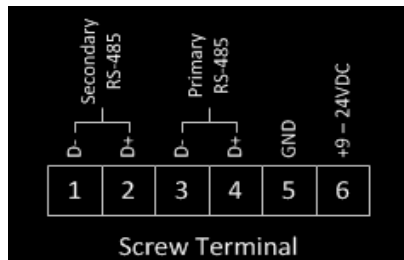 Secondary
RS-485
Primary
RS-485
D-
D+
D-
D+
GND
+9 – 24VDC
1 2 3 4 5 6
Screw Terminal